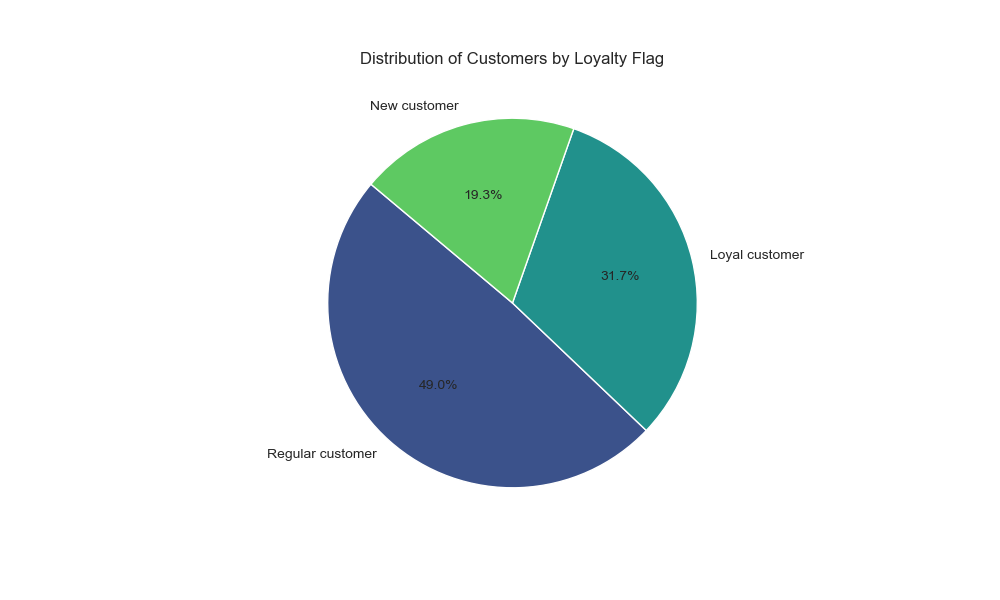 Distribution of Customers by Loyalty Flag
New customer
19.3%
Loyal customer
31.7%
49.0%
Regular customer